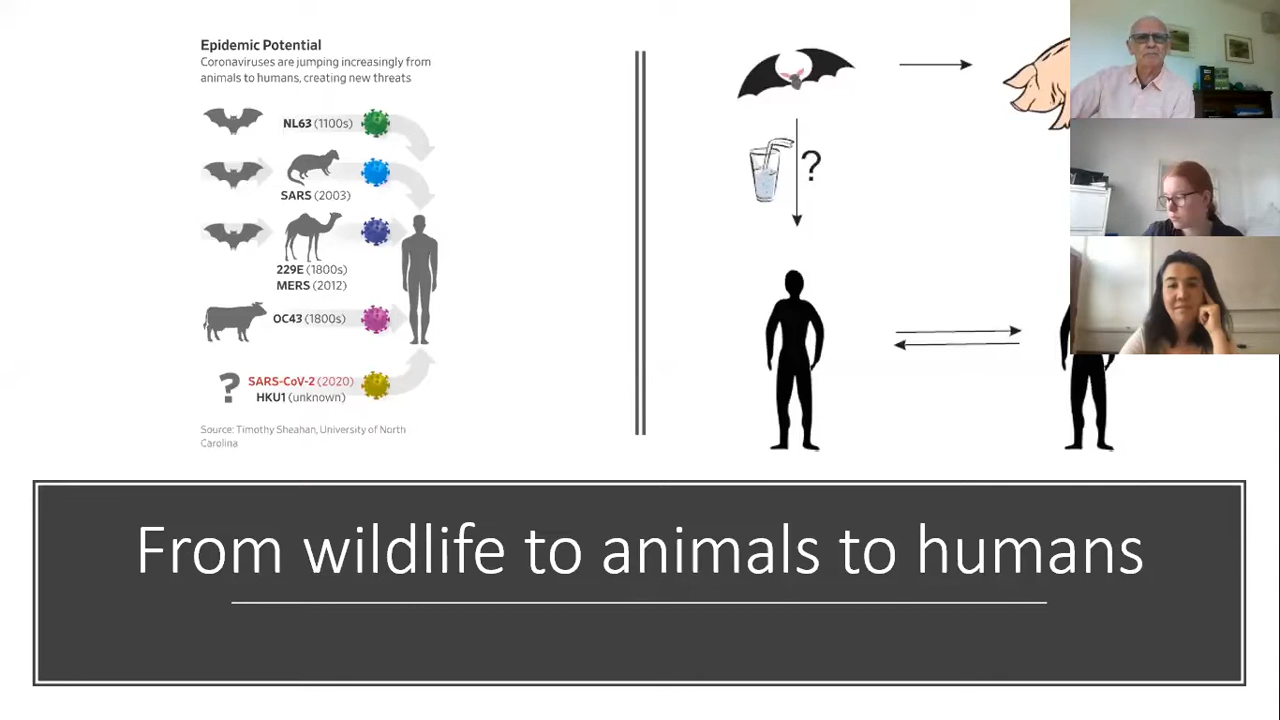 Epidemic Potential
Coronaviruses are jumping increasingly from
animals to humans, creating new threats
NL63 (1100s)
SARS (2003)
229E (1800s)
MERS (2012)
OC43 (1800s)
? SARS-CoV-2 (2020)
HKU1 (unknown)
Source: Timothy Sheahan, University of North
Carolina
?
From wildlife to animals to humans